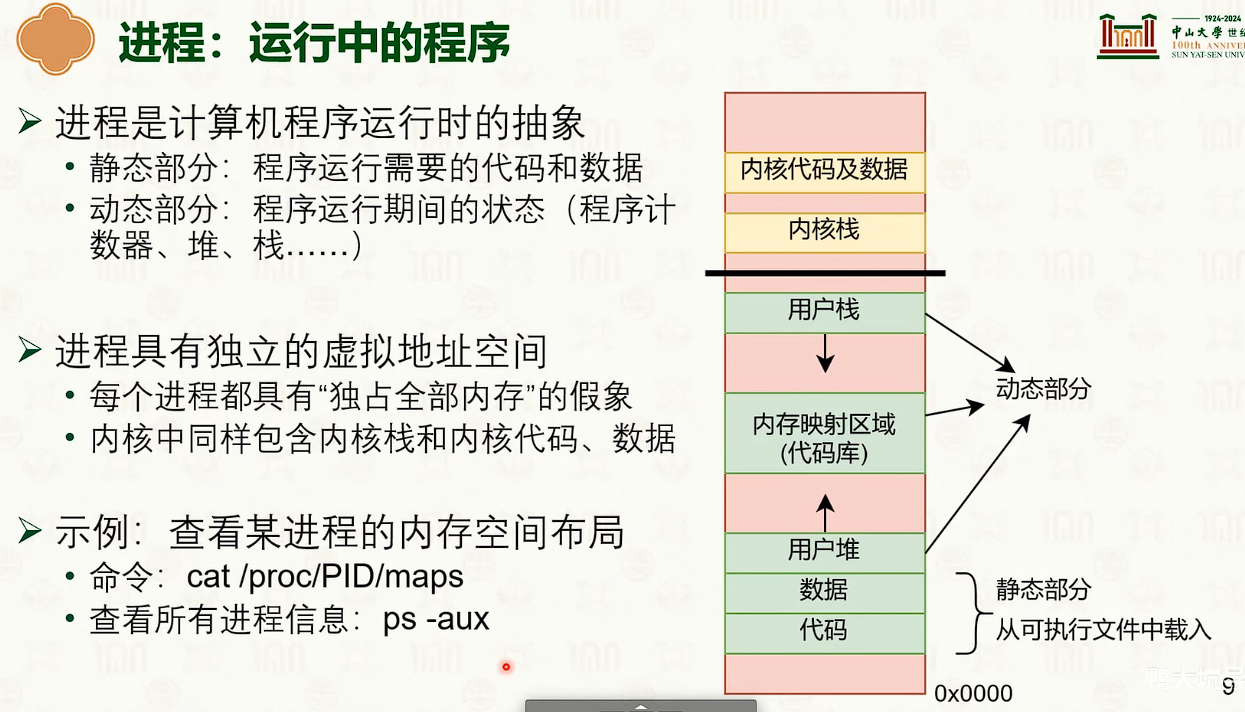 进程：运行中的程序
1924-2024
中山大學 世纪
100th ANNIVER
SUN YAT-SEN UNIV
进程是计算机程序运行时的抽象
静态部分：程序运行需要的代码和数据
动态部分：程序运行期间的状态（程序计
数器、堆、栈……）
进程具有独立的虚拟地址空间
每个进程都具有“独占全部内存”的假象
内核中同样包含内核栈和内核代码、数据
示例：查看某进程的内存空间布局
命令：cat /proc/PID/maps
查看所有进程信息：ps -aux
内核代码及数据
内核栈
用户栈
内存映射区域
(代码库)
用户堆
数据
代码
动态部分
静态部分
从可执行文件中载入
0x0000
9